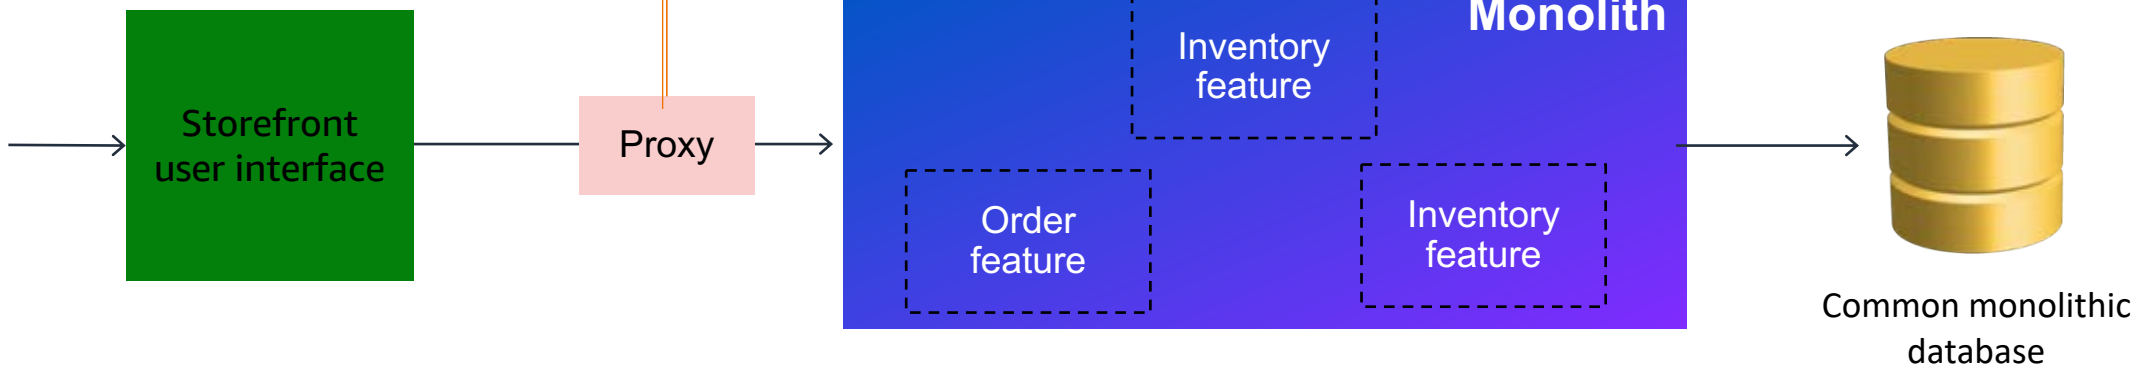 Storefront
user interface
Proxy
Monolith
Inventory
feature
Order
feature
Inventory
feature
Common monolithic
database